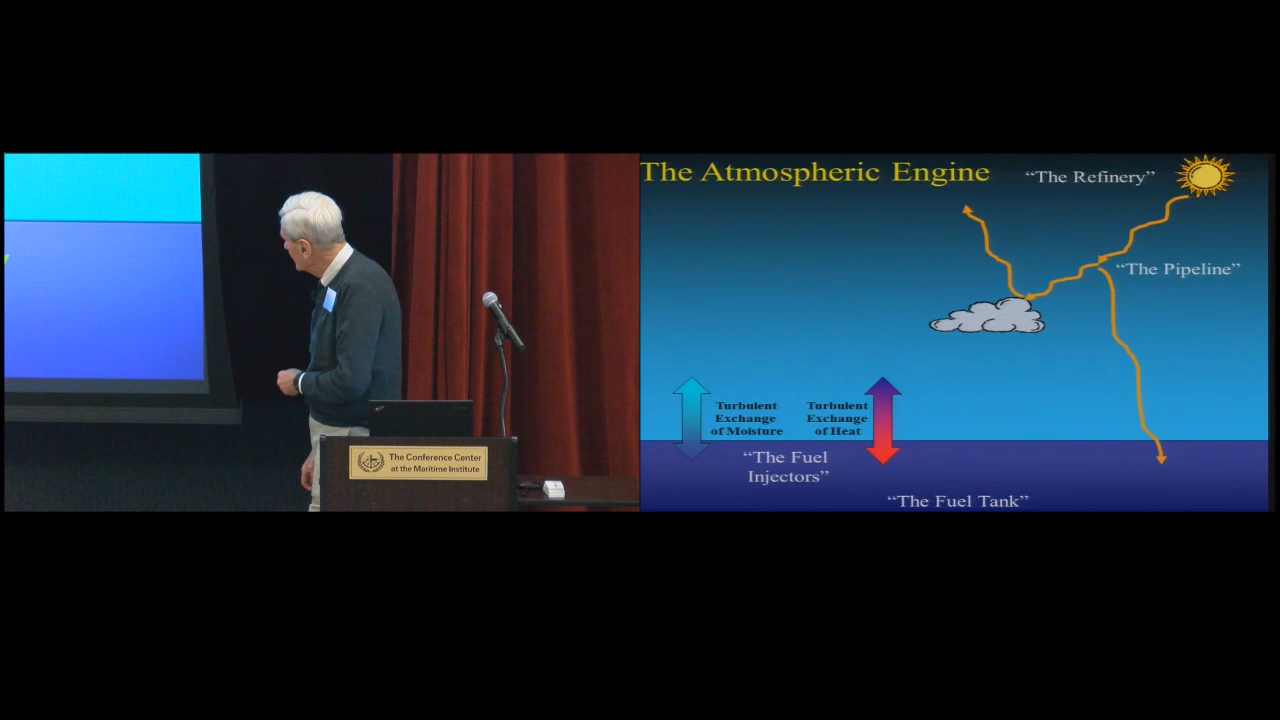 The Atmospheric Engine
“The Refinery”
“The Pipeline”
Turbulent
Exchange
of Moisture
Turbulent
Exchange
of Heat
“The Fuel
Injectors”
“The Fuel Tank”
The Conference Center
at the Maritime Institute